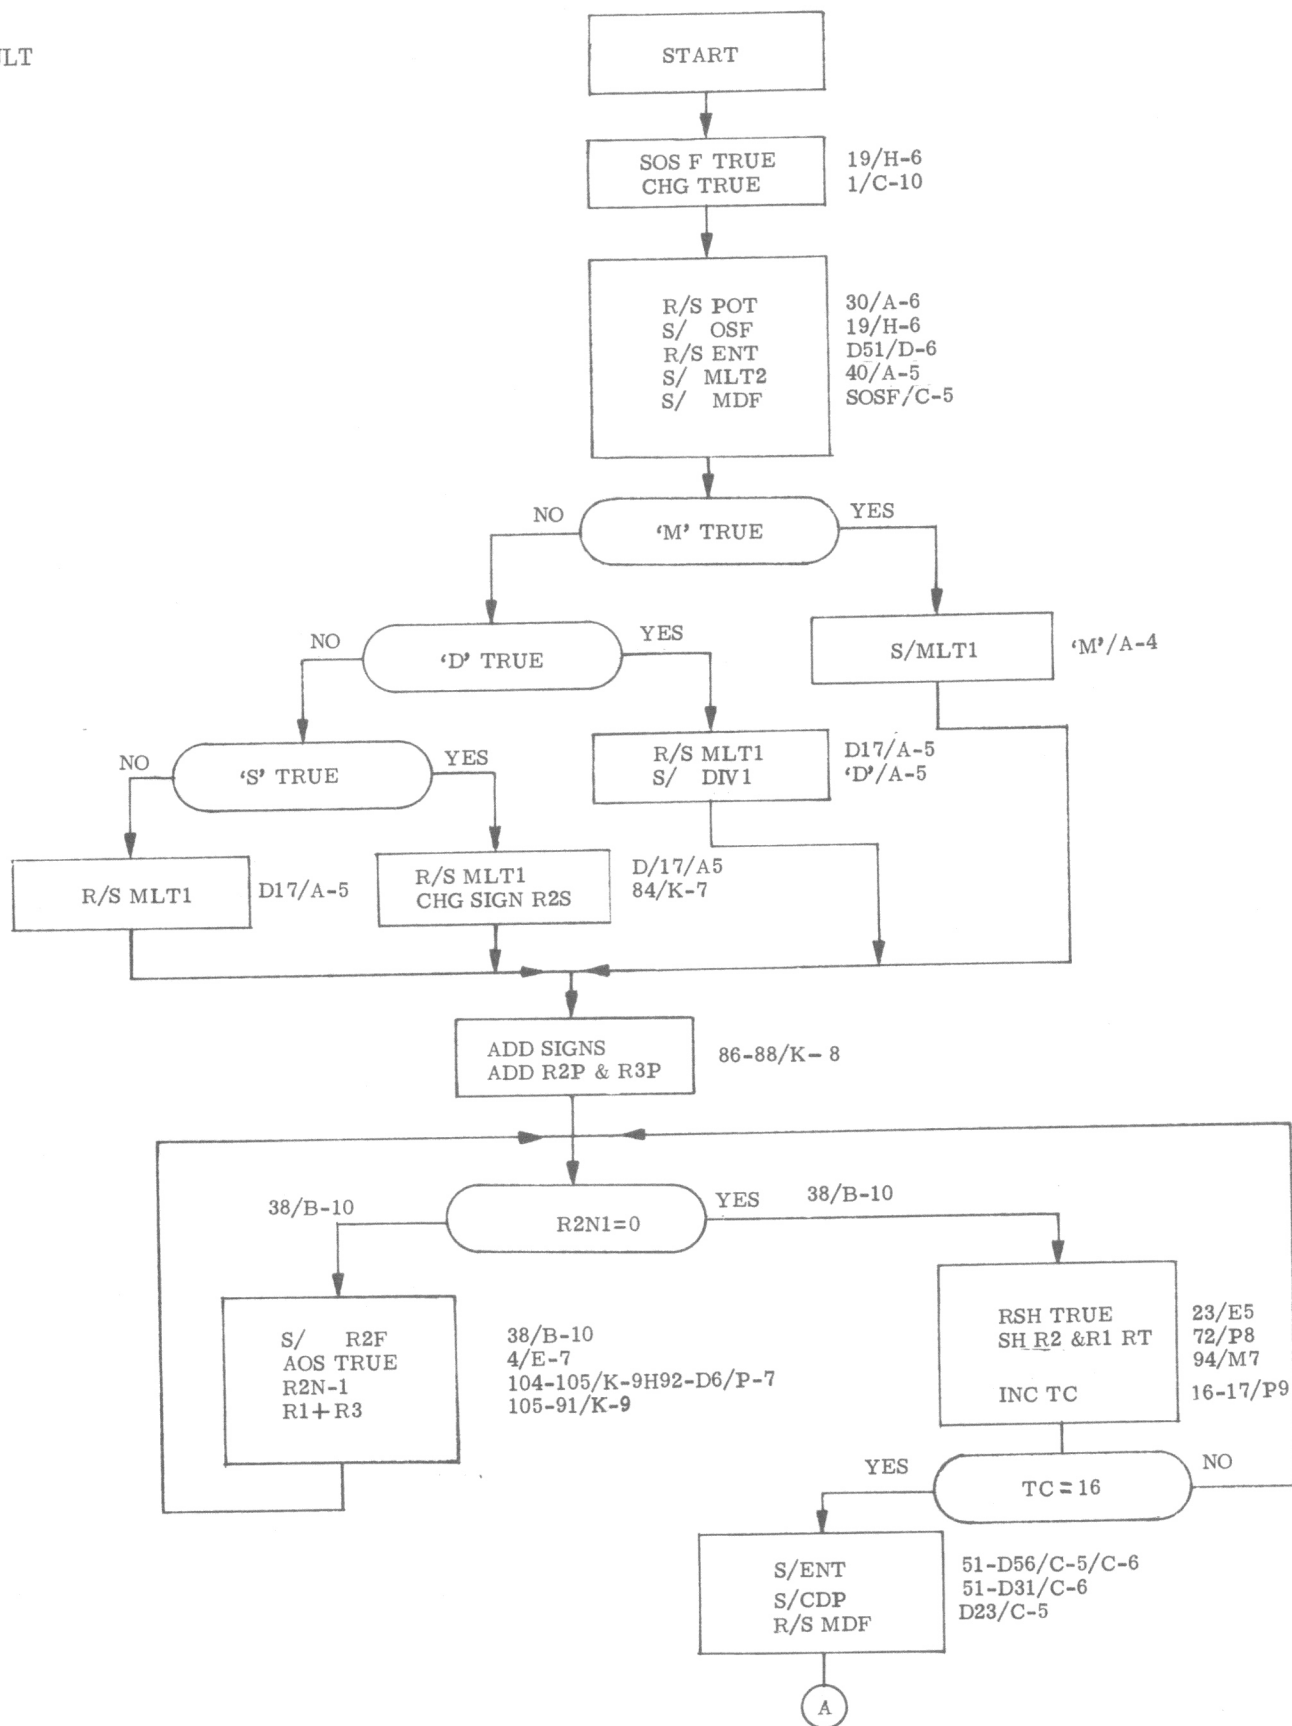 START
SOS F TRUE 19/H-6
CHG TRUE 1/C-10
R/S POT 30/A-6
S/ OSF 19/H-6
R/S ENT D51/D-6
S/ MLT2 40/A-5
S/ MDF SOSF/C-5
NO
YES
‘M’ TRUE
NO
YES
‘D’ TRUE
S/MLT1 ‘M’/A-4
NO
YES
‘S’ TRUE
R/S MLT1 D17/A-5
S/ DIV1 ‘D’/A-5
R/S MLT1 D17/A-5
R/S MLT1 D/17/A5
CHG SIGN R2S 84/K-7
ADD SIGNS 86-88/K-8
ADD R2P & R3P
38/B-10
YES 38/B-10
R2N1=0
S/ R2F 38/B-10
AOS TRUE 4/E-7
R2N-1 104-105/K-9H92-D6/P-7
R1+R3 105-91/K-9
RSH TRUE 23/E5
SH R2 &R1 RT 72/P8
94/M7
INC TC 16-17/P9
YES
NO
TC=16
S/ENT 51-D56/C-5/C-6
S/CDP 51-D31/C-6
R/S MDF D23/C-5
A